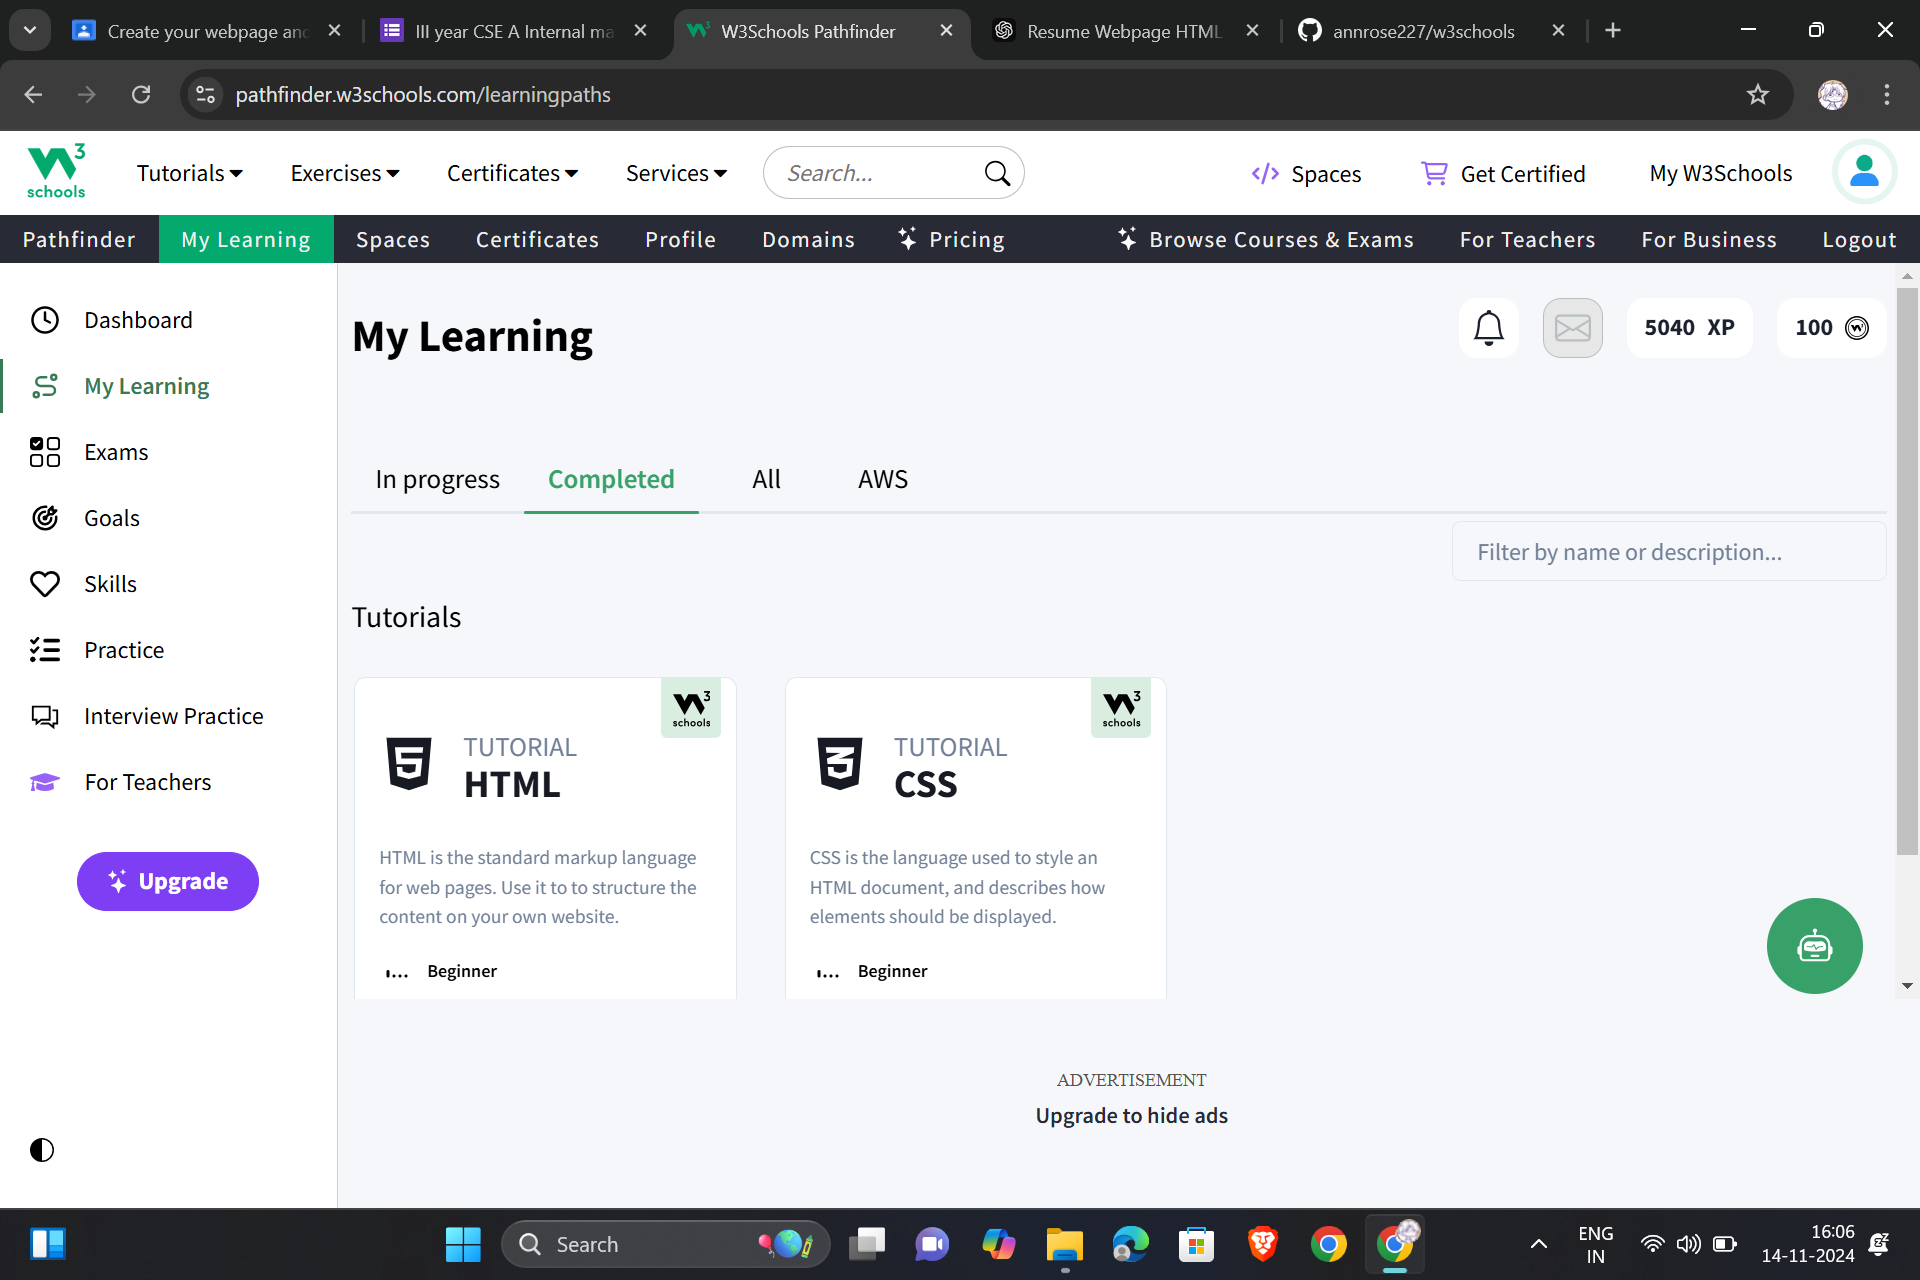 Create your webpage an
III year CSE A Internal ma
W3Schools Pathfinder
Resume Webpage HTML
annrose227/w3schools
pathfinder.w3schools.com/learningpaths
W3
schools
Tutorials
Exercises
Certificates
Services
Search...
Spaces
Get Certified
My W3Schools
Pathfinder
My Learning
Spaces
Certificates
Profile
Domains
Pricing
Browse Courses & Exams
For Teachers
For Business
Logout
Dashboard
My Learning
Exams
Goals
Skills
Practice
Interview Practice
For Teachers
Upgrade
My Learning
5040 XP
100
In progress
Completed
All
AWS
Filter by name or description...
Tutorials
W3
schools
TUTORIAL
HTML
HTML is the standard markup language
for web pages. Use it to to structure the
content on your own website.
Beginner
W3
schools
TUTORIAL
CSS
CSS is the language used to style an
HTML document, and describes how
elements should be displayed.
Beginner
ADVERTISEMENT
Upgrade to hide ads
Search
ENG
IN
16:06
14-11-2024